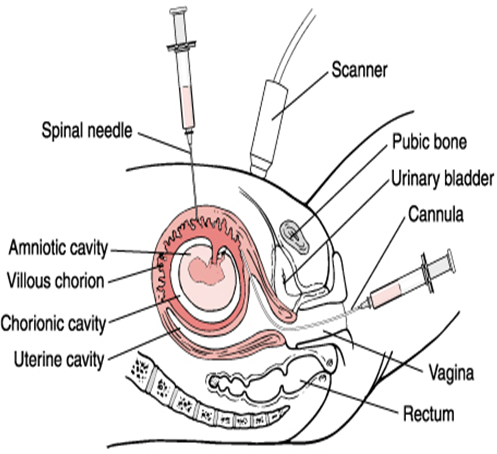 Scanner
Spinal needle
Pubic bone
Urinary bladder
Cannula
Amniotic cavity
Villous chorion
Chorionic cavity
Uterine cavity
Vagina
Rectum